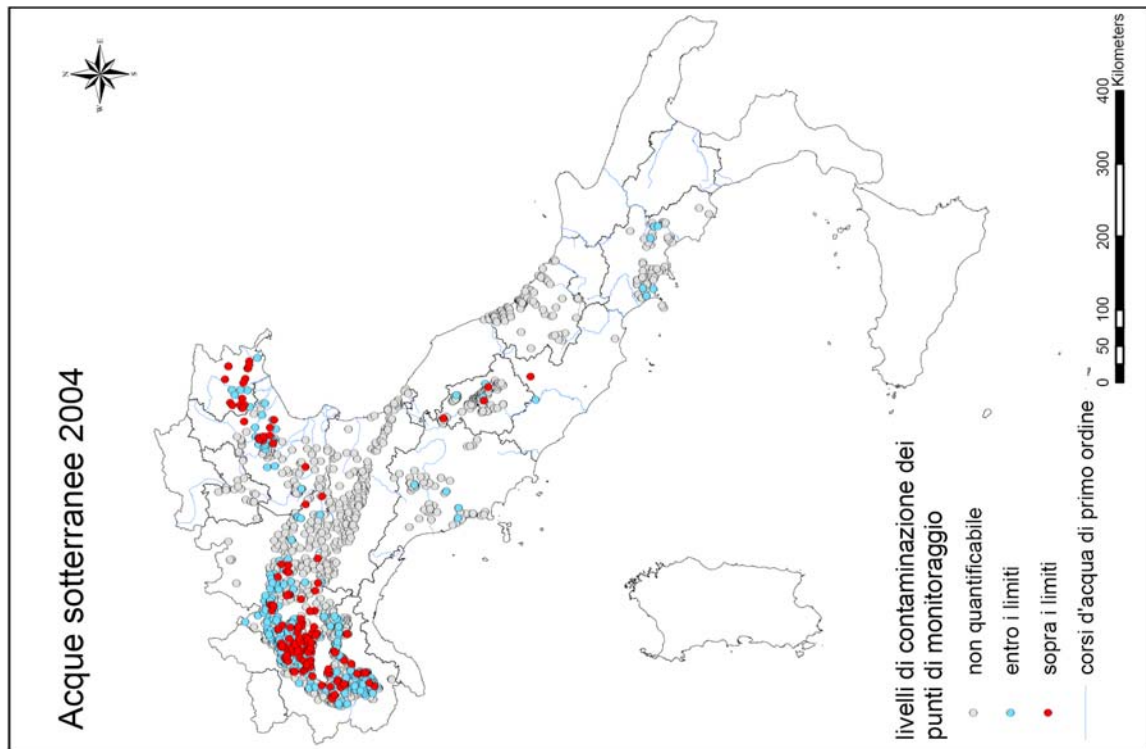 Acque sotterranee 2004
N
E
S
W
livelli di contaminazione dei
punti di monitoraggio
non quantificabile
entro i limiti
sopra i limiti
corsi d'acqua di primo ordine
0 50 100 200 300 400
Kilometers